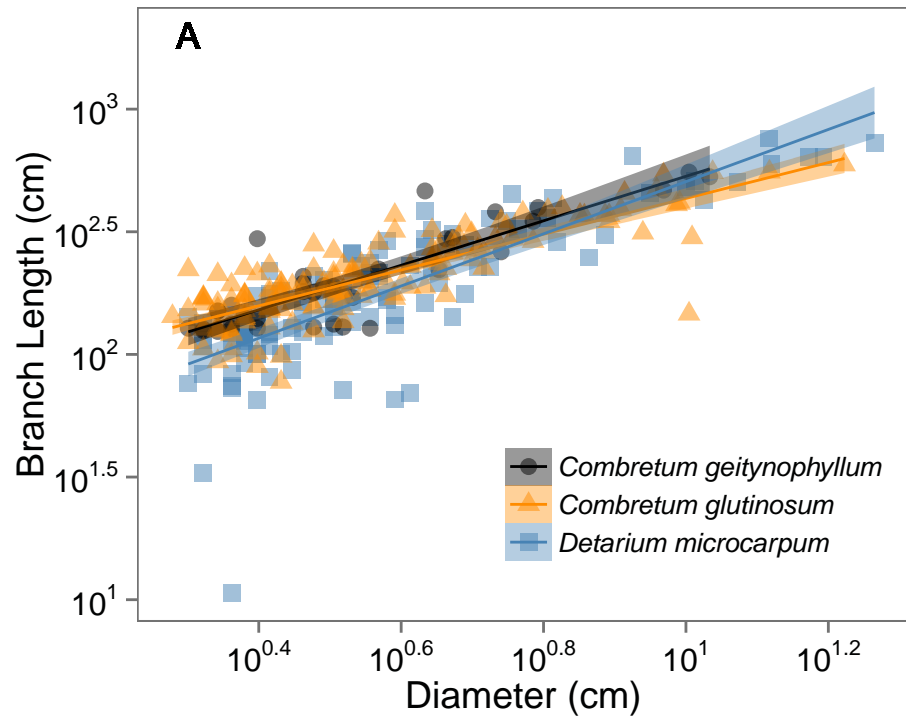 A
Branch Length (cm)
10^3
10^2.5
10^2
10^1.5
10^1
Combretum geitynophyllum
Combretum glutinosum
Detarium microcarpum
10^0.4 10^0.6 10^0.8 10^1 10^1.2
Diameter (cm)